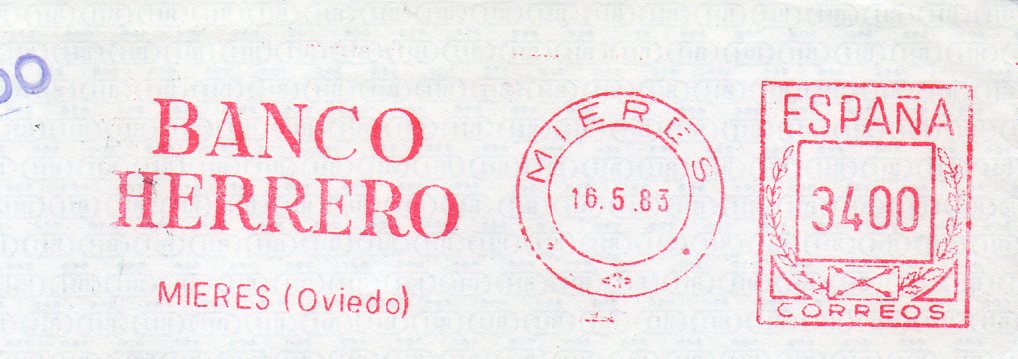 BANCO
HERRERO
MIERES (Oviedo)
MIERES
16.5.83
ESPAÑA
3400
CORREOS